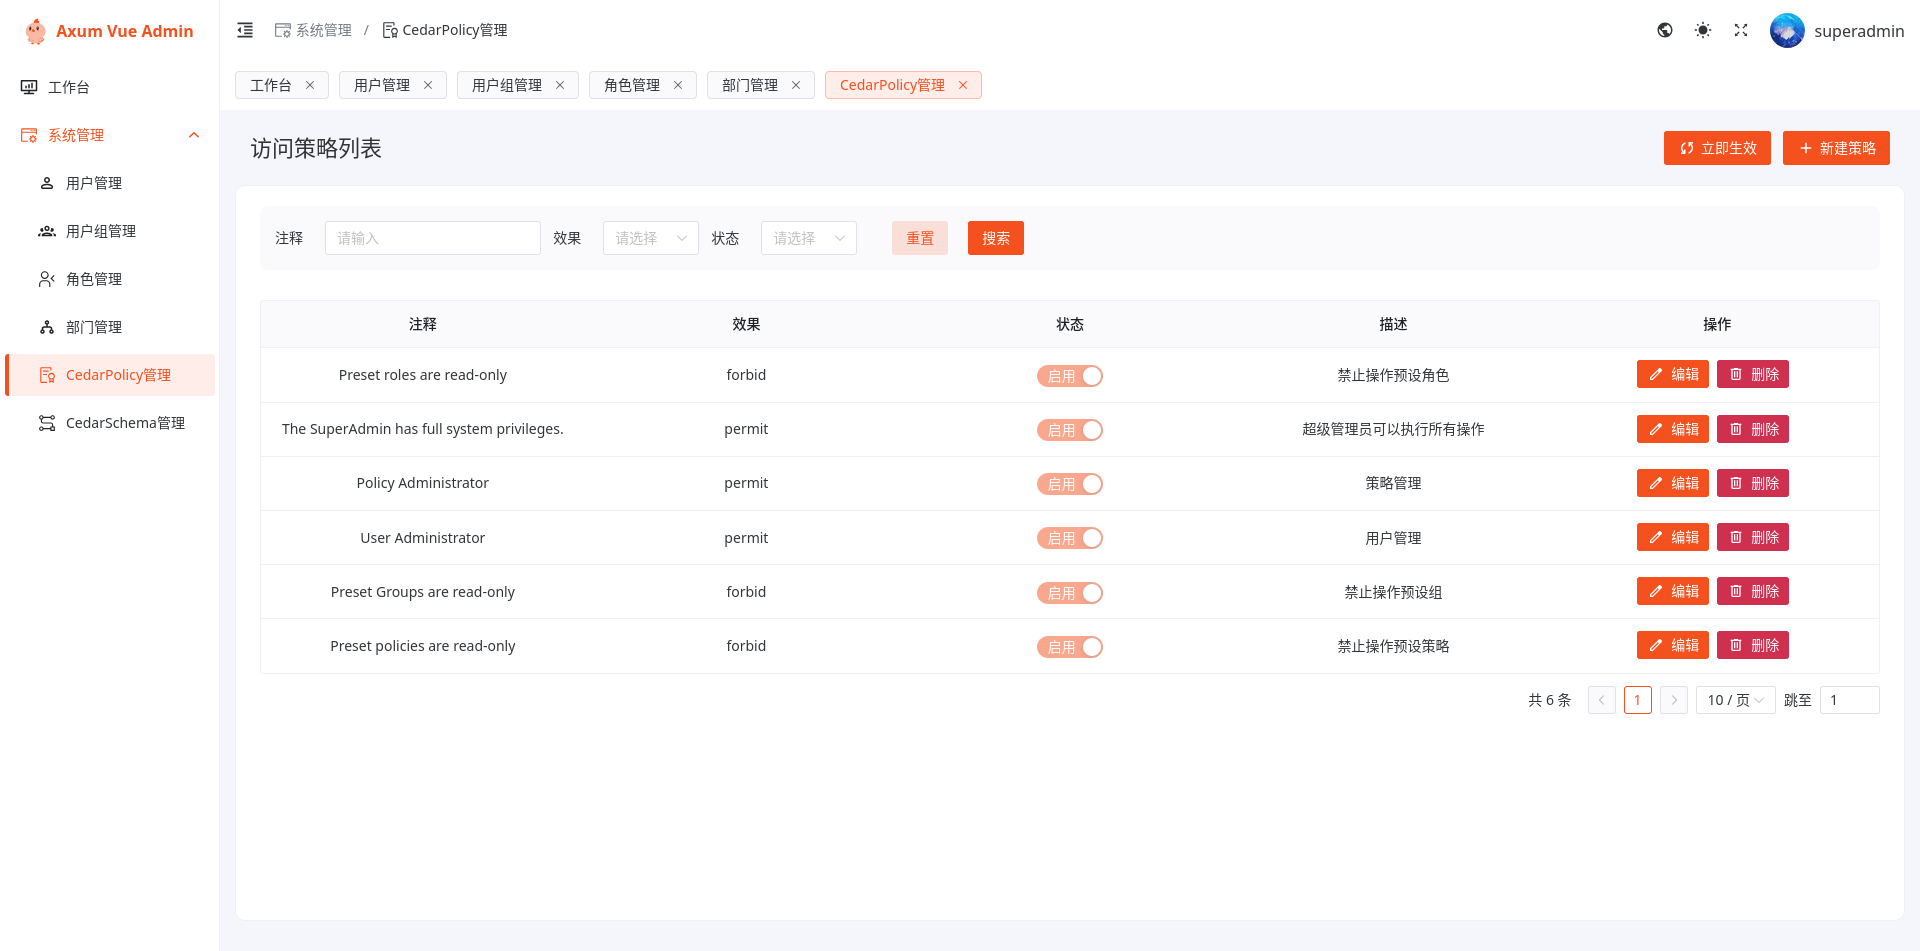 Axum Vue Admin
工作台
系统管理
用户管理
用户组管理
角色管理
部门管理
CedarPolicy管理
CedarSchema管理
系统管理 / CedarPolicy管理
superadmin
工作台 用户管理 用户组管理 角色管理 部门管理 CedarPolicy管理
访问策略列表
立即生效 新建策略
注释 请输入 效果 请选择 状态 请选择 重置 搜索
注释 效果 状态 描述 操作
Preset roles are read-only forbid 启用 禁止操作预设角色 编辑 删除
The SuperAdmin has full system privileges. permit 启用 超级管理员可以执行所有操作 编辑 删除
Policy Administrator permit 启用 策略管理 编辑 删除
User Administrator permit 启用 用户管理 编辑 删除
Preset Groups are read-only forbid 启用 禁止操作预设组 编辑 删除
Preset policies are read-only forbid 启用 禁止操作预设策略 编辑 删除
共 6 条 1 10 / 页 跳至 1